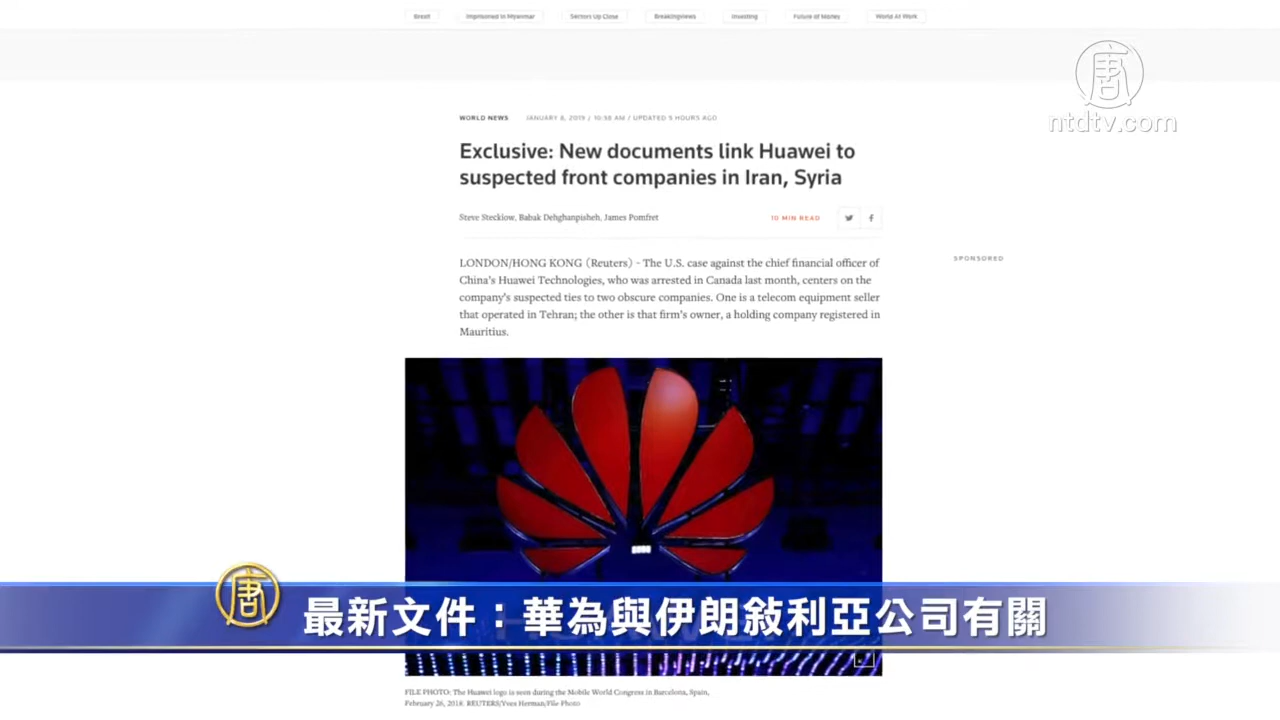 Brexit
Imprisoned In Myanmar
Sectors Up Close
Breakingviews
Investing
Future of Money
World At Work
唐
ntdtv.com
WORLD NEWS JANUARY 8, 2019 / 10:38 AM / UPDATED 5 HOURS AGO
Exclusive: New documents link Huawei to
suspected front companies in Iran, Syria
Steve Stecklow, Babak Dehghanpisheh, James Pomfret
10 MIN READ
LONDON/HONG KONG (Reuters) - The U.S. case against the chief financial officer of
China's Huawei Technologies, who was arrested in Canada last month, centers on the
company's suspected ties to two obscure companies. One is a telecom equipment seller
that operated in Tehran; the other is that firm's owner, a holding company registered in
Mauritius.
SPONSORED
唐
最新文件：華為與伊朗敍利亞公司有關
FILE PHOTO: The Huawei logo is seen during the Mobile World Congress in Barcelona, Spain,
February 26, 2018. REUTERS/Yves Herman/File Photo